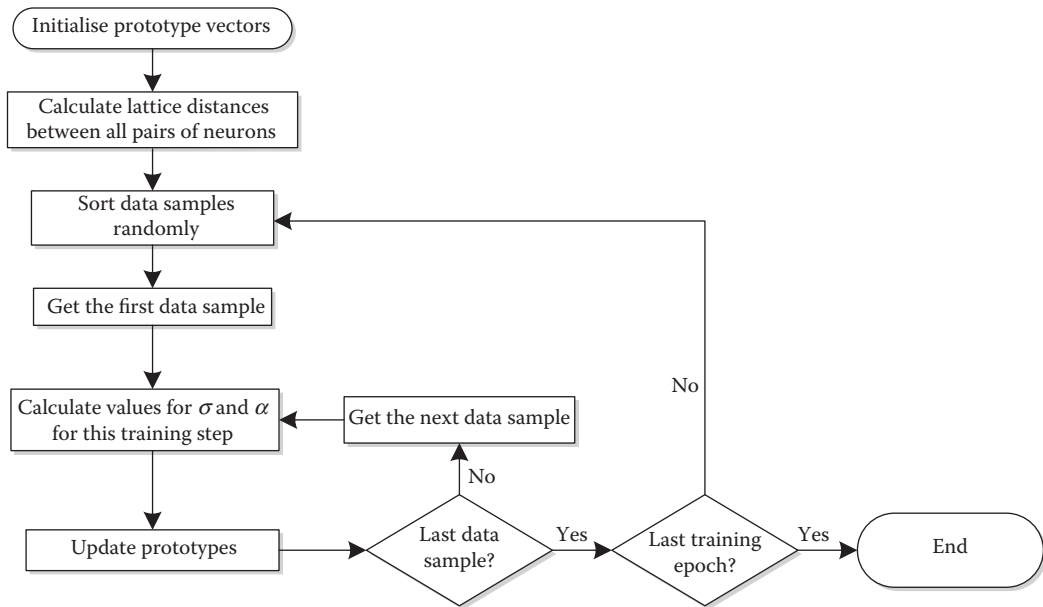 Initialise prototype vectors
Calculate lattice distances
between all pairs of neurons
Sort data samples
randomly
Get the first data sample
No
Calculate values for σ and α
for this training step
Get the next data sample
No
Update prototypes
Last data
sample?
Yes
Last training
epoch?
Yes
End